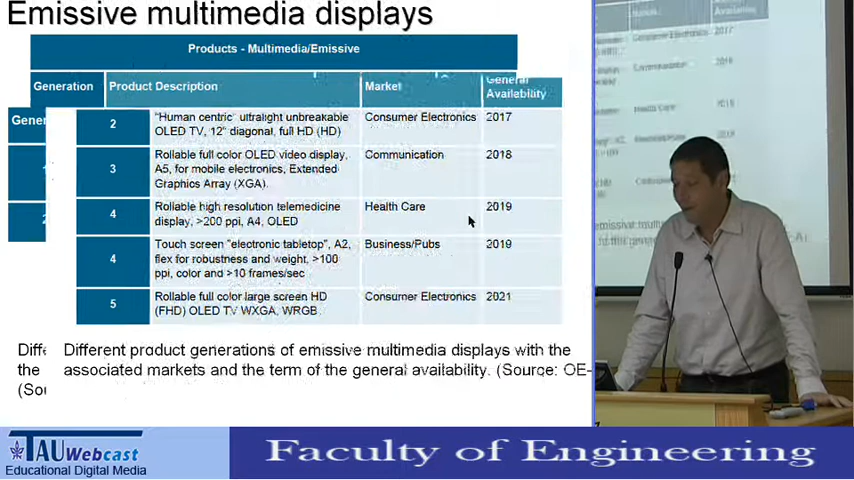 Emissive multimedia displays
Products - Multimedia/Emissive
Generation
Product Description
Market
General
Availability
2
"Human centric" ultralight unbreakable
OLED TV, 12" diagonal, full HD (HD)
Consumer Electronics
2017
3
Rollable full color OLED video display,
A5, for mobile electronics, Extended
Graphics Array (XGA).
Communication
2018
4
Rollable high resolution telemedicine
display, >200 ppi, A4, OLED
Health Care
2019
4
Touch screen "electronic tabletop", A2,
flex for robustness and weight, >100
ppi, color and >10 frames/sec
Business/Pubs
2019
5
Rollable full color large screen HD
(FHD) OLED TV WXGA, WRGB
Consumer Electronics
2021
Different product generations of emissive multimedia displays with the
associated markets and the term of the general availability. (Source: OE-
TAU Webcast
Educational Digital Media
Faculty of Engineering